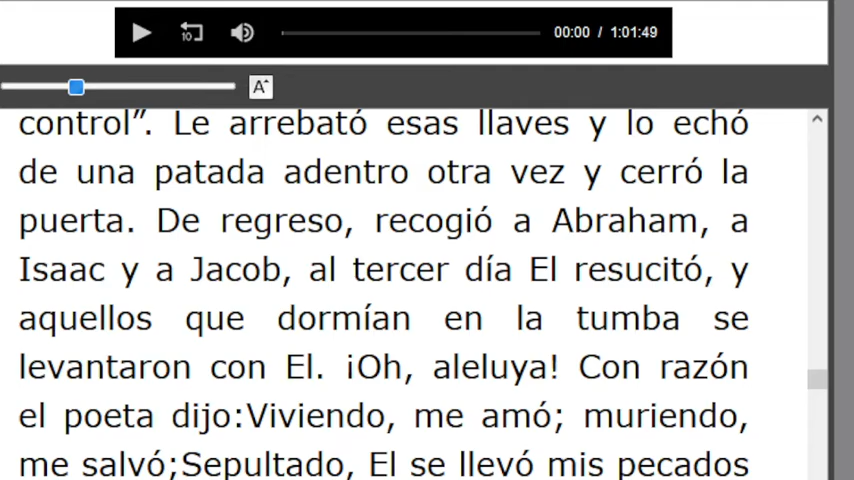 10
00:00 / 1:01:49
A
control”. Le arrebató esas llaves y lo echó
de una patada adentro otra vez y cerró la
puerta. De regreso, recogió a Abraham, a
Isaac y a Jacob, al tercer día El resucitó, y
aquellos que dormían en la tumba se
levantaron con El. ¡Oh, aleluya! Con razón
el poeta dijo:Viviendo, me amó; muriendo,
me salvó;Sepultado, El se llevó mis pecados